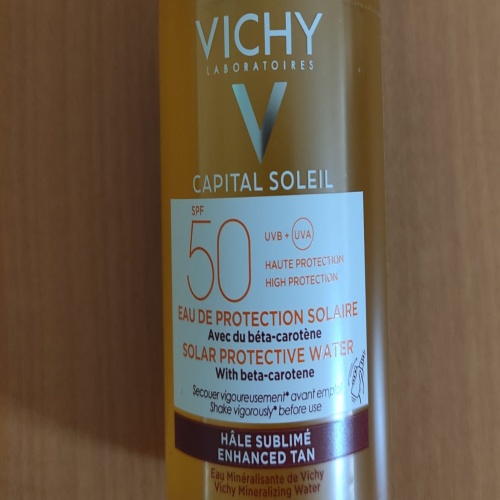 VICHY
LABORATOIRES
V
CAPITAL SOLEIL
SPF
50
UVB + UVA
HAUTE PROTECTION
HIGH PROTECTION
EAU DE PROTECTION SOLAIRE
Avec du béta-carotène
SOLAR PROTECTIVE WATER
With beta-carotene
Secouer vigoureusement* avant emploi
Shake vigorously* before use
HÂLE SUBLIMÉ
ENHANCED TAN
Eau Minéralisante de Vichy
Vichy Mineralizing Water